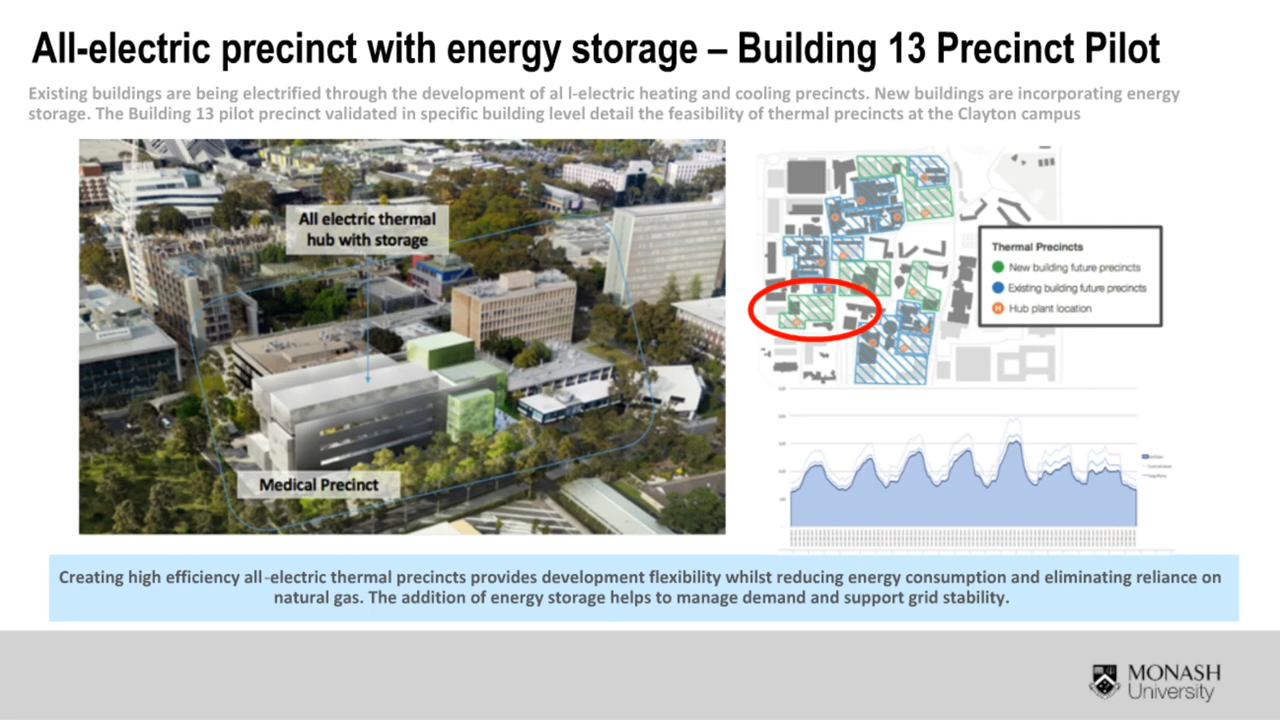 All-electric precinct with energy storage – Building 13 Precinct Pilot
Existing buildings are being electrified through the development of al l-electric heating and cooling precincts. New buildings are incorporating energy
storage. The Building 13 pilot precinct validated in specific building level detail the feasibility of thermal precincts at the Clayton campus
All electric thermal
hub with storage
Medical Precinct
Thermal Precincts
New building future precincts
Existing building future precincts
H Hub plant location
Creating high efficiency all-electric thermal precincts provides development flexibility whilst reducing energy consumption and eliminating reliance on
natural gas. The addition of energy storage helps to manage demand and support grid stability.
MONASH
University